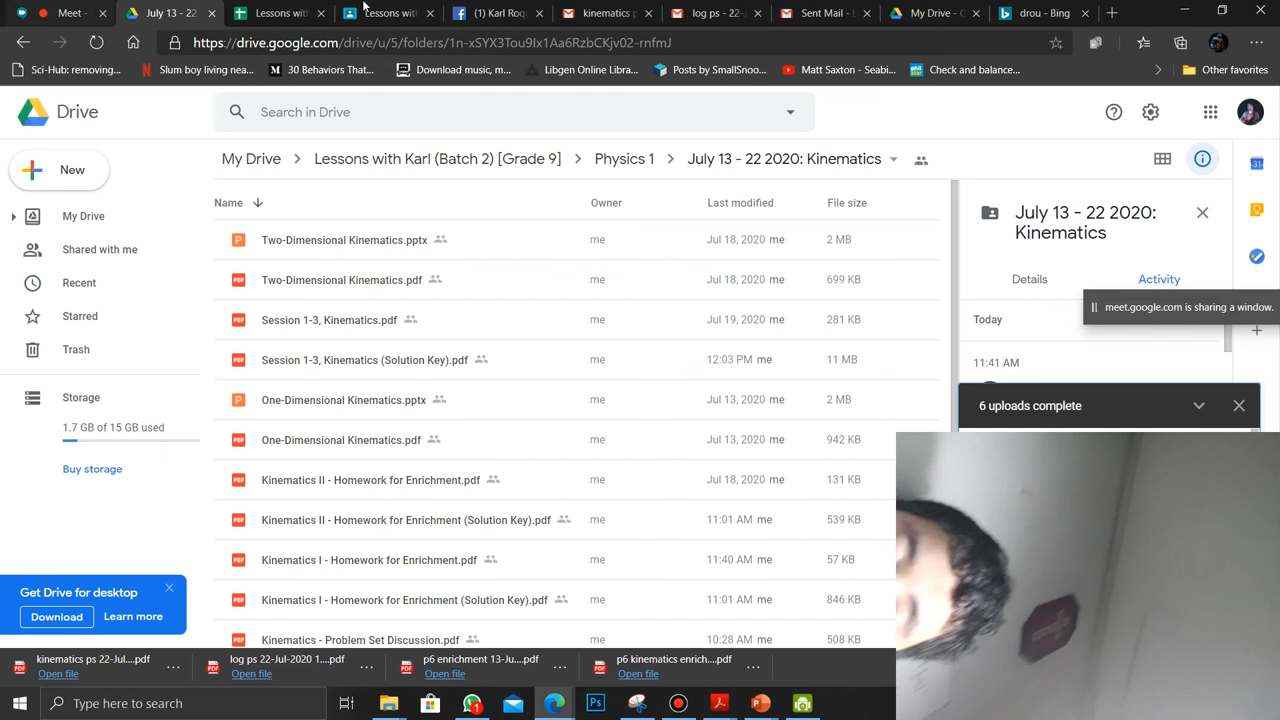 Meet -
July 13 - 22
Lessons with
Lessons with
(1) Karl Roq
kinematics p
log ps - 22-J
Sent Mail -
My Drive - G
drou - Bing
https://drive.google.com/drive/u/5/folders/1n-xSYX3Tou9Ix1Aa6RzbCKjv02-rnfmJ
Sci-Hub: removing...
Slum boy living nea...
30 Behaviors That...
Download music, m...
Libgen Online Libra...
Posts by SmallSnoo...
Matt Saxton - Seabi...
Check and balance...
Other favorites
Drive
Search in Drive
New
My Drive
Shared with me
Recent
Starred
Trash
Storage
1.7 GB of 15 GB used
Buy storage
Get Drive for desktop
Download
Learn more
My Drive > Lessons with Karl (Batch 2) [Grade 9] > Physics 1 > July 13 - 22 2020: Kinematics
Name Owner Last modified File size
Two-Dimensional Kinematics.pptx me Jul 18, 2020 me 2 MB
Two-Dimensional Kinematics.pdf me Jul 18, 2020 me 699 KB
Session 1-3, Kinematics.pdf me Jul 19, 2020 me 281 KB
Session 1-3, Kinematics (Solution Key).pdf me 12:03 PM me 11 MB
One-Dimensional Kinematics.pptx me Jul 13, 2020 me 2 MB
One-Dimensional Kinematics.pdf me Jul 13, 2020 me 942 KB
Kinematics II - Homework for Enrichment.pdf me Jul 18, 2020 me 131 KB
Kinematics II - Homework for Enrichment (Solution Key).pdf me 11:01 AM me 539 KB
Kinematics I - Homework for Enrichment.pdf me 11:40 AM me 57 KB
Kinematics I - Homework for Enrichment (Solution Key).pdf me 11:01 AM me 846 KB
Kinematics - Problem Set Discussion.pdf me 10:28 AM me 508 KB
July 13 - 22 2020:
Kinematics
Details
Activity
meet.google.com is sharing a window.
Today
11:41 AM
6 uploads complete
kinematics ps 22-Jul....pdf
Open file
log ps 22-Jul-2020 1....pdf
Open file
p6 enrichment 13-Ju....pdf
Open file
p6 kinematics enrich....pdf
Open file
Type here to search